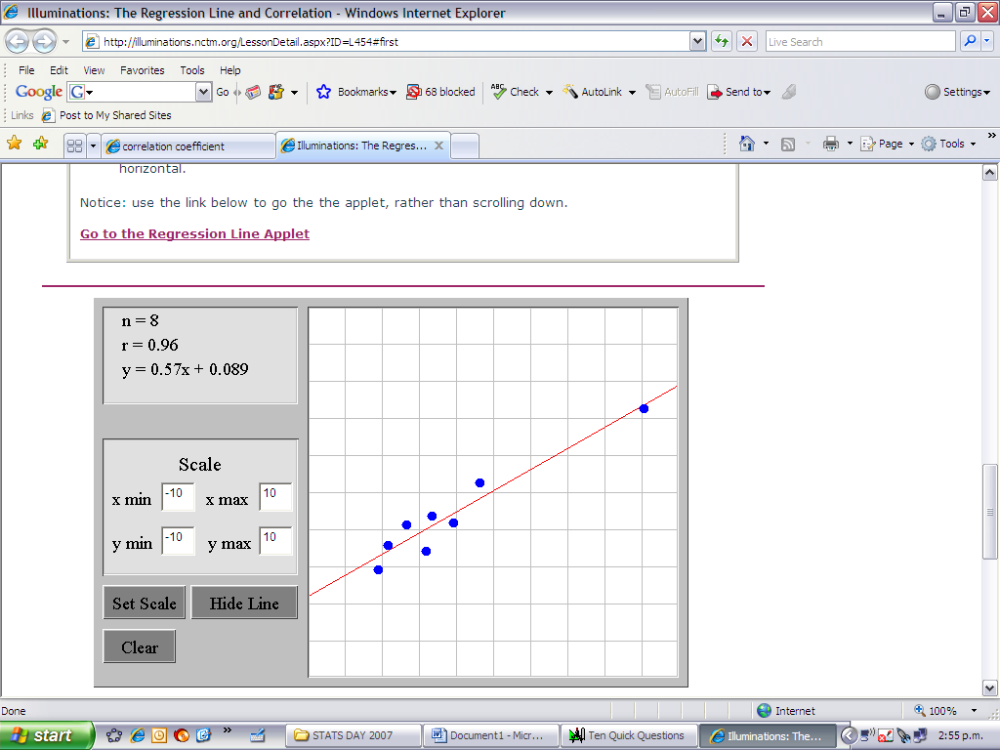 Illuminations: The Regression Line and Correlation - Windows Internet Explorer
http://illuminations.nctm.org/LessonDetail.aspx?ID=L454#first
Live Search
File Edit View Favorites Tools Help
Google G Go Bookmarks 68 blocked ABC Check AutoLink AutoFill Send to Settings
Links Post to My Shared Sites
correlation coefficient Illuminations: The Regres... X Page Tools »
horizontal.
Notice: use the link below to go the the applet, rather than scrolling down.
Go to the Regression Line Applet
n = 8
r = 0.96
y = 0.57x + 0.089
Scale
x min -10 x max 10
y min -10 y max 10
Set Scale Hide Line
Clear
Done Internet 100%
start » STATS DAY 2007 Document1 - Micr... Ten Quick Questions Illuminations: The... 2:55 p.m.